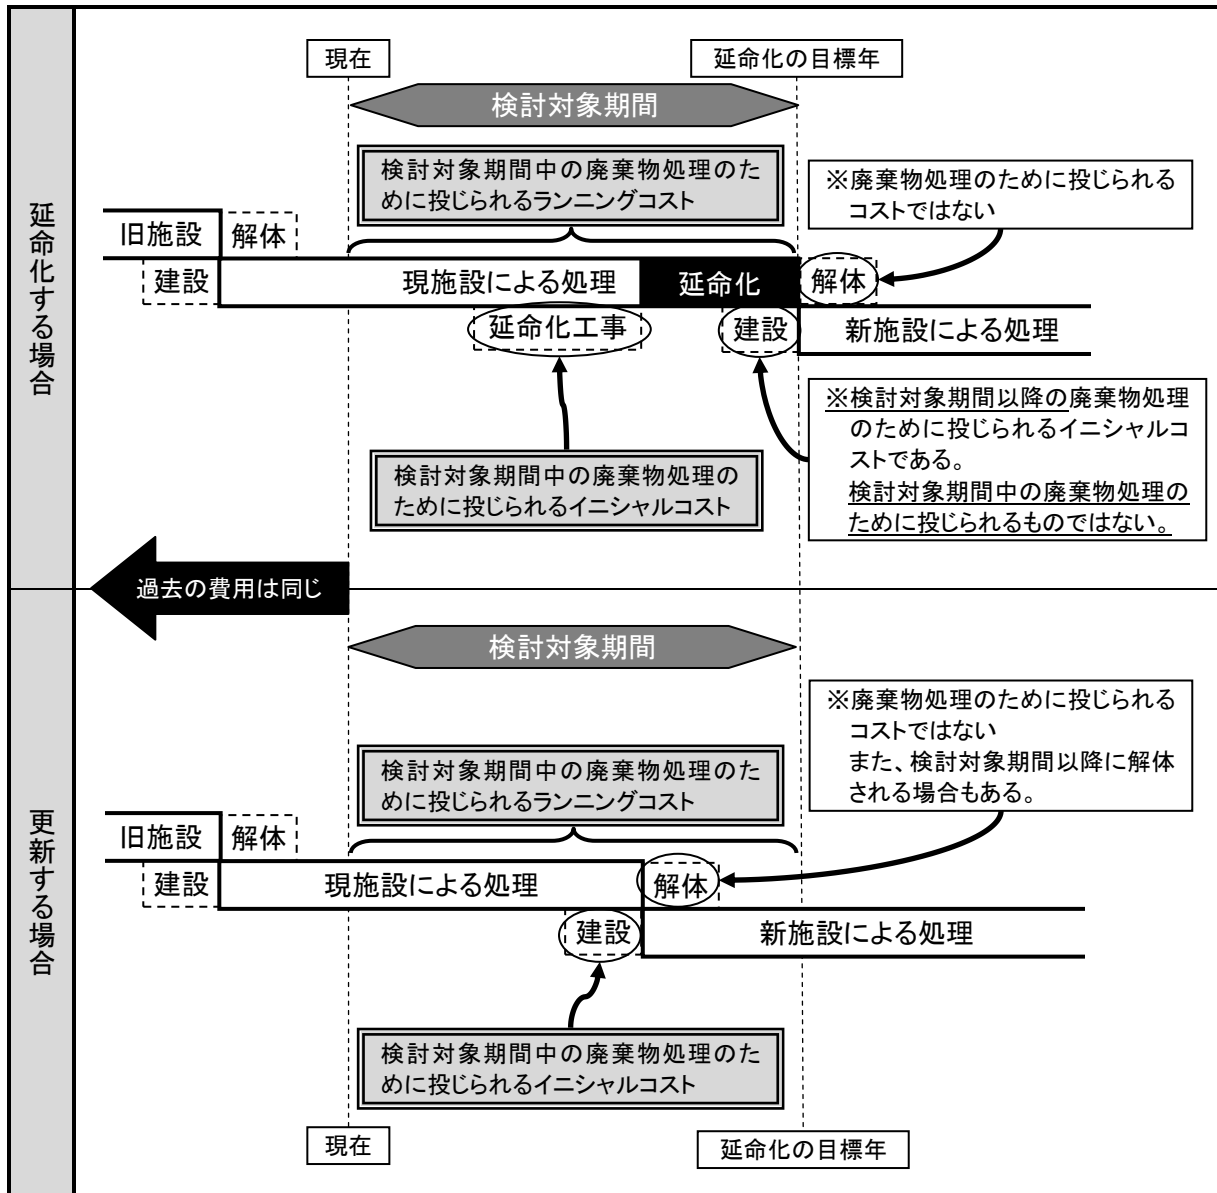 現在
延命化の目標年
検討対象期間
検討対象期間中の廃棄物処理のた
めに投じられるランニングコスト
※廃棄物処理のために投じられる
コストではない
延命化する場合
旧施設
解体
建設
現施設による処理
延命化
解体
延命化工事
建設
新施設による処理
※検討対象期間以降の廃棄物処理
のために投じられるイニシャルコ
ストである。
検討対象期間中の廃棄物処理の
ために投じられるものではない。
検討対象期間中の廃棄物処理の
ために投じられるイニシャルコスト
過去の費用は同じ
検討対象期間
※廃棄物処理のために投じられる
コストではない
また、検討対象期間以降に解体
される場合もある。
検討対象期間中の廃棄物処理のた
めに投じられるランニングコスト
更新する場合
旧施設
解体
建設
現施設による処理
解体
建設
新施設による処理
検討対象期間中の廃棄物処理のた
めに投じられるイニシャルコスト
現在
延命化の目標年